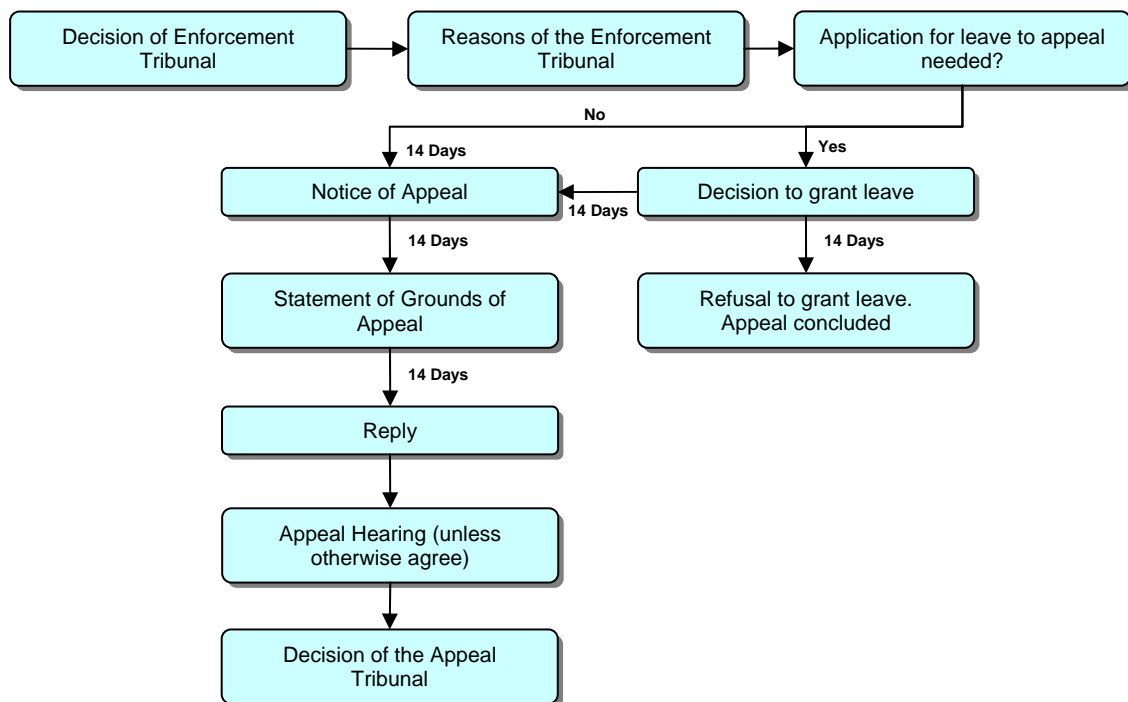 Decision of Enforcement
Tribunal
Reasons of the Enforcement
Tribunal
Application for leave to appeal
needed?
No
Yes
14 Days
Notice of Appeal
14 Days
Decision to grant leave
14 Days
14 Days
Statement of Grounds of
Appeal
Refusal to grant leave.
Appeal concluded
14 Days
Reply
Appeal Hearing (unless
otherwise agree)
Decision of the Appeal
Tribunal